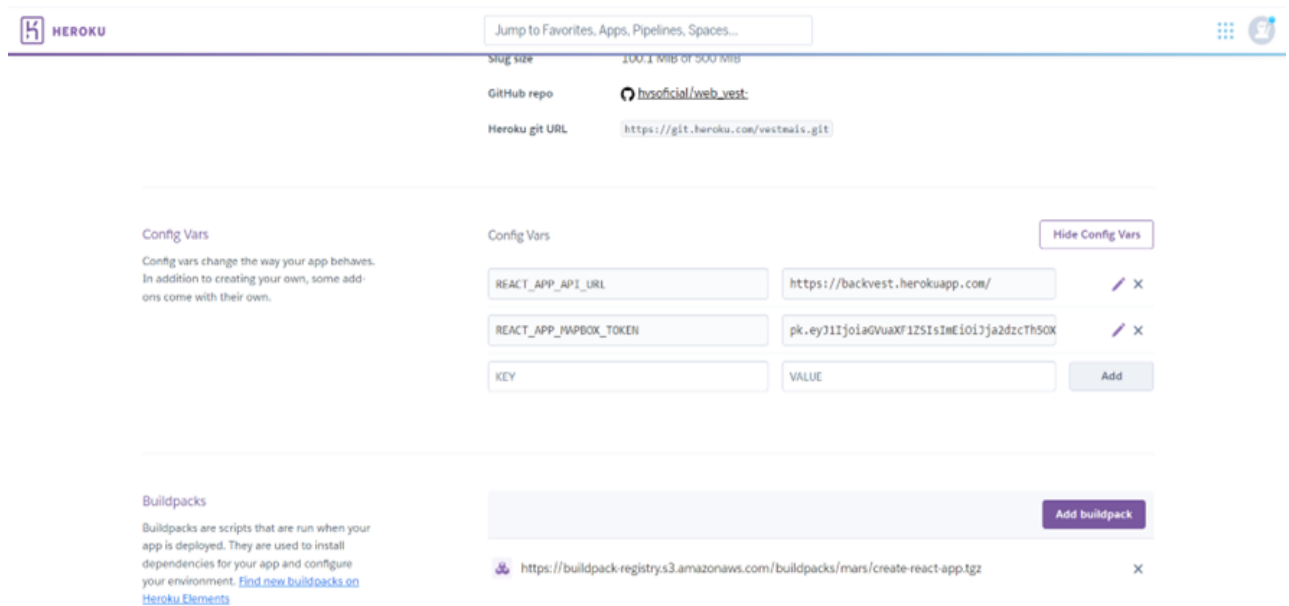 HEROKU
Jump to Favorites, Apps, Pipelines, Spaces...
Slug size 100.1 MiB of 500 MiB
GitHub repo hvsoficial/web_vest-
Heroku git URL https://git.heroku.com/vestmais.git
Config Vars
Config vars change the way your app behaves.
In addition to creating your own, some add-
ons come with their own.
Config Vars
Hide Config Vars
REACT_APP_API_URL https://backvest.herokuapp.com/
REACT_APP_MAPBOX_TOKEN
KEY VALUE Add
Buildpacks
Buildpacks are scripts that are run when your
app is deployed. They are used to install
dependencies for your app and configure
your environment. Find new buildpacks on
Heroku Elements
Add buildpack
https://buildpack-registry.s3.amazonaws.com/buildpacks/mars/create-react-app.tgz